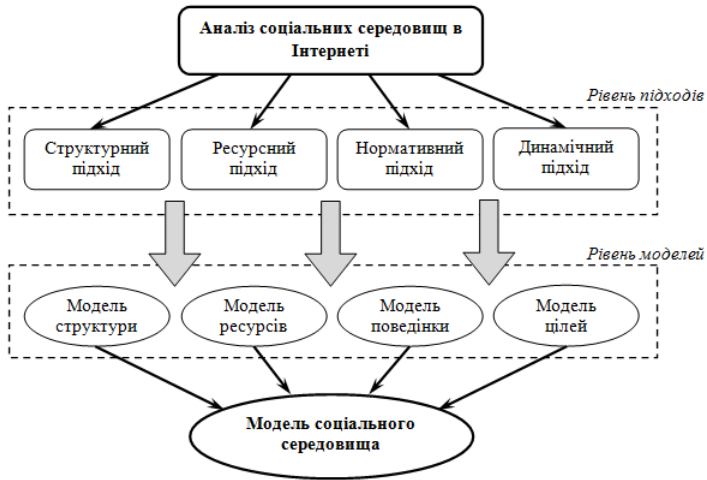 Аналіз соціальних середовищ в
Інтернеті
Рівень підходів
Структурний
підхід
Ресурсний
підхід
Нормативний
підхід
Динамічний
підхід
Рівень моделей
Модель
структури
Модель
ресурсів
Модель
поведінки
Модель
цілей
Модель соціального
середовища